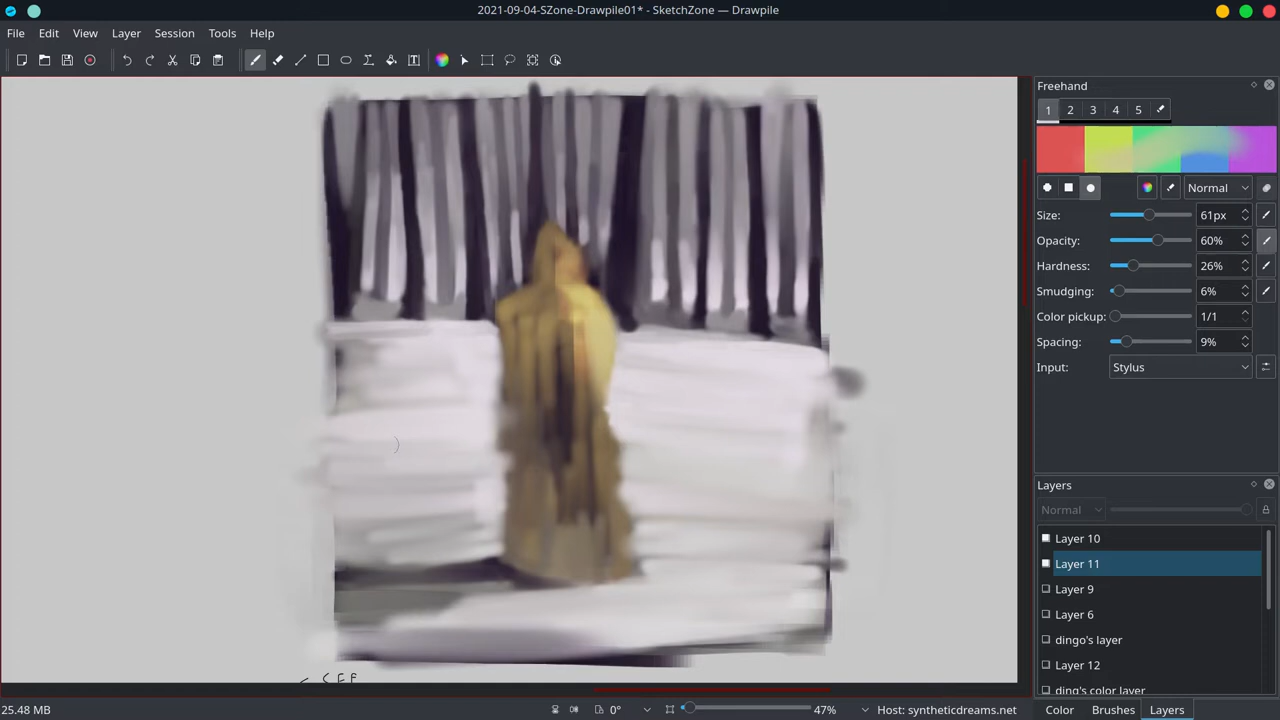 2021-09-04-SZone-Drawpile01* - SketchZone — Drawpile
File Edit View Layer Session Tools Help
Freehand
1 2 3 4 5
Normal
Size: 61px
Opacity: 60%
Hardness: 26%
Smudging: 6%
Color pickup: 1/1
Spacing: 9%
Input: Stylus
Layers
Normal
Layer 10
Layer 11
Layer 9
Layer 6
dingo's layer
Layer 12
ding's color layer
25.48 MB
0°
47%
Host: syntheticdreams.net
Color Brushes Layers